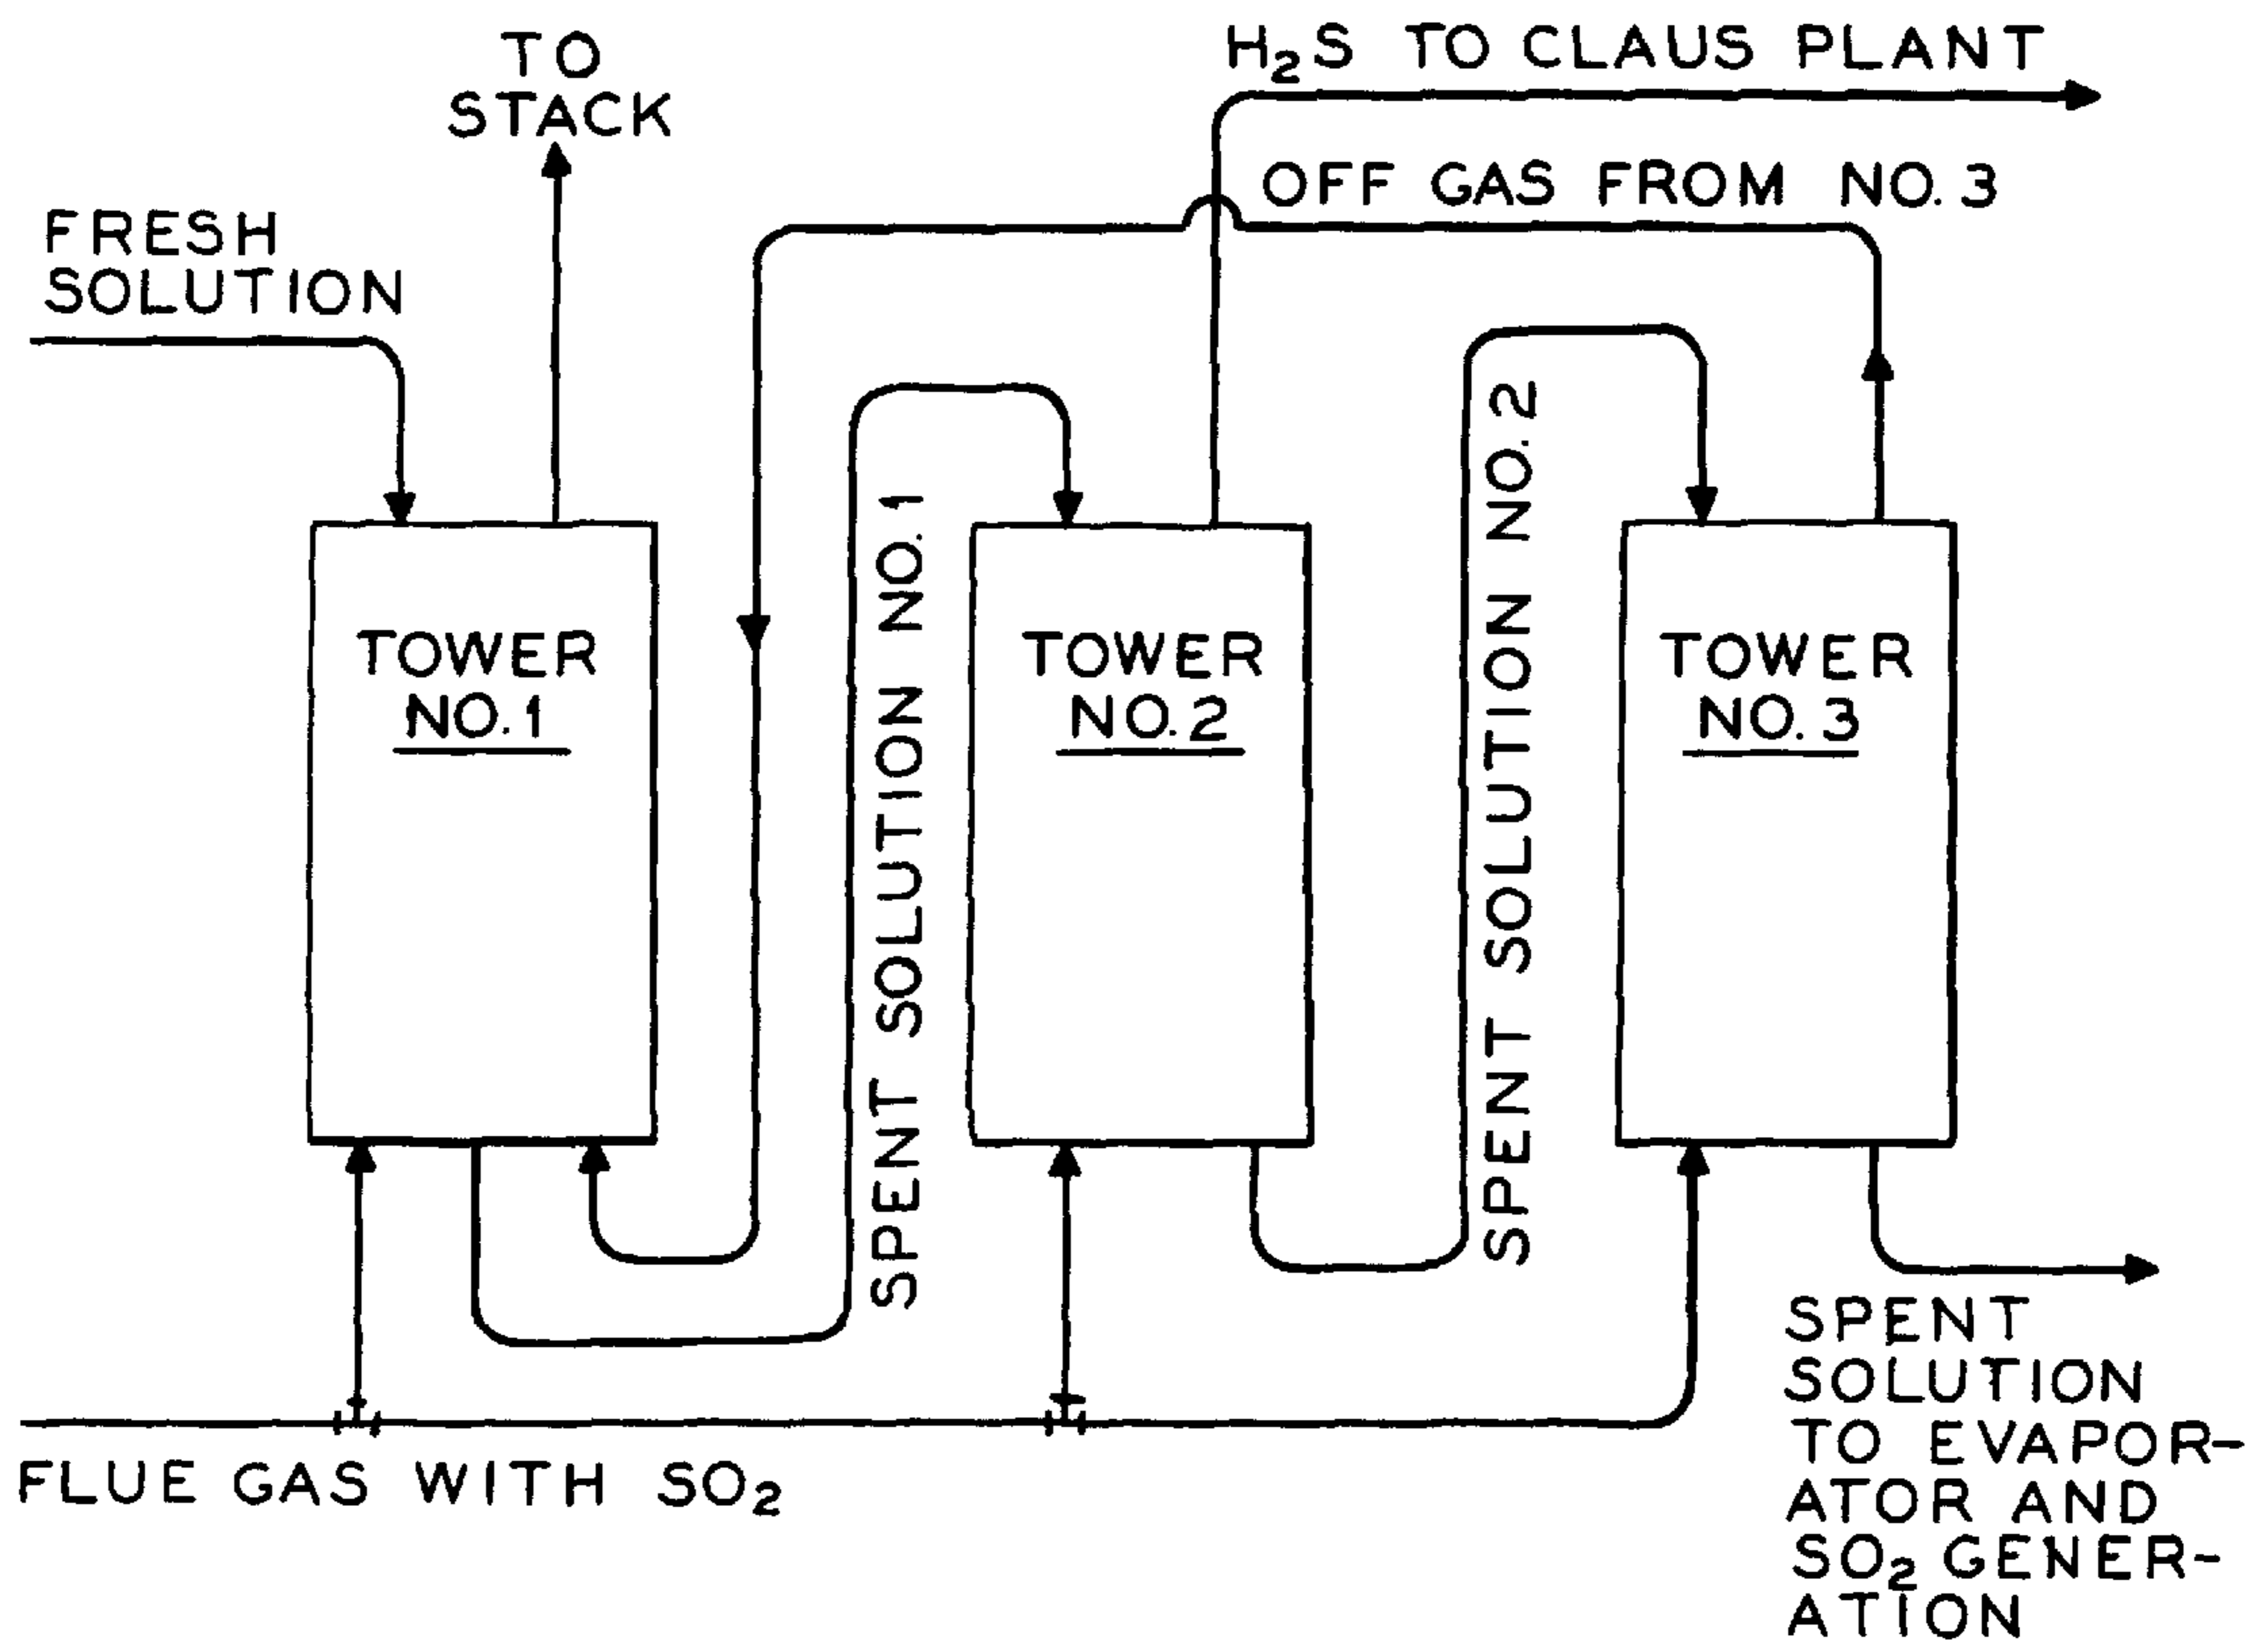 TO
STACK
H₂S TO CLAUS PLANT
OFF GAS FROM NO. 3
FRESH
SOLUTION
TOWER
NO. 1
SPENT SOLUTION NO. 1
TOWER
NO. 2
SPENT SOLUTION NO. 2
TOWER
NO. 3
FLUE GAS WITH SO₂
SPENT
SOLUTION
TO EVAPOR-
ATOR AND
SO₂ GENER-
ATION